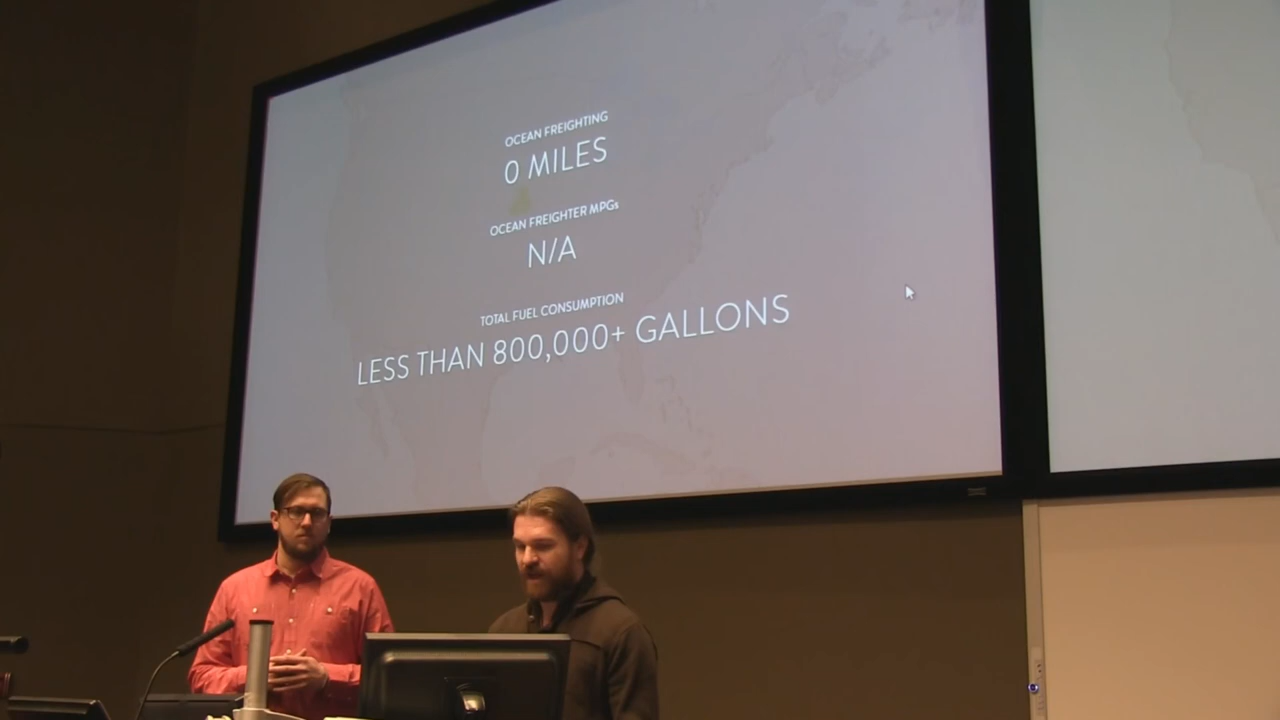 OCEAN FREIGHTING
0 MILES
OCEAN FREIGHTER MPGs
N/A
TOTAL FUEL CONSUMPTION
LESS THAN 800,000+ GALLONS